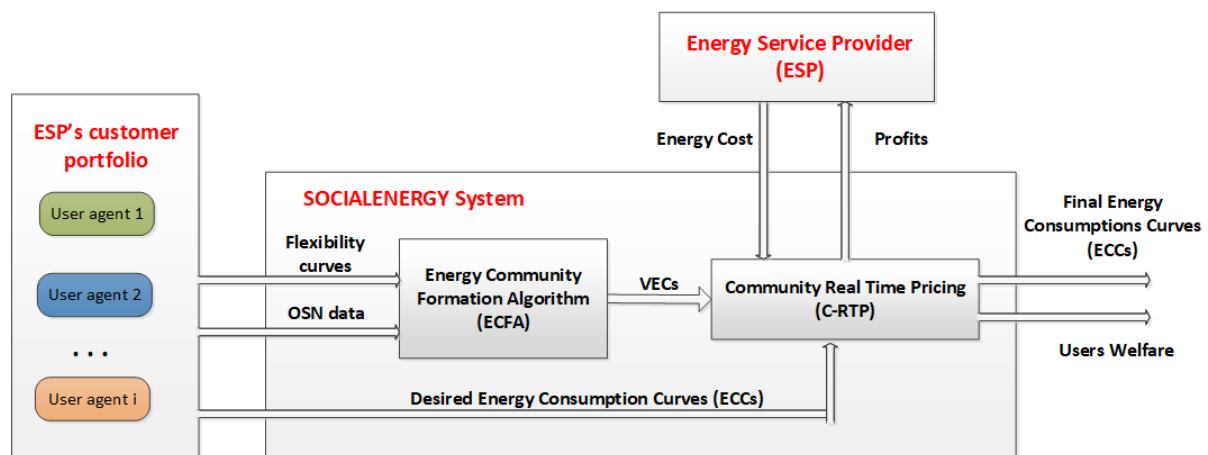 Energy Service Provider
(ESP)
ESP's customer
portfolio
User agent 1
User agent 2
...
User agent i
Energy Cost
Profits
SOCIALENERGY System
Flexibility
curves
OSN data
Energy Community
Formation Algorithm
(ECFA)
VECs
Community Real Time Pricing
(C-RTP)
Desired Energy Consumption Curves (ECCs)
Final Energy
Consumptions Curves
(ECCs)
Users Welfare